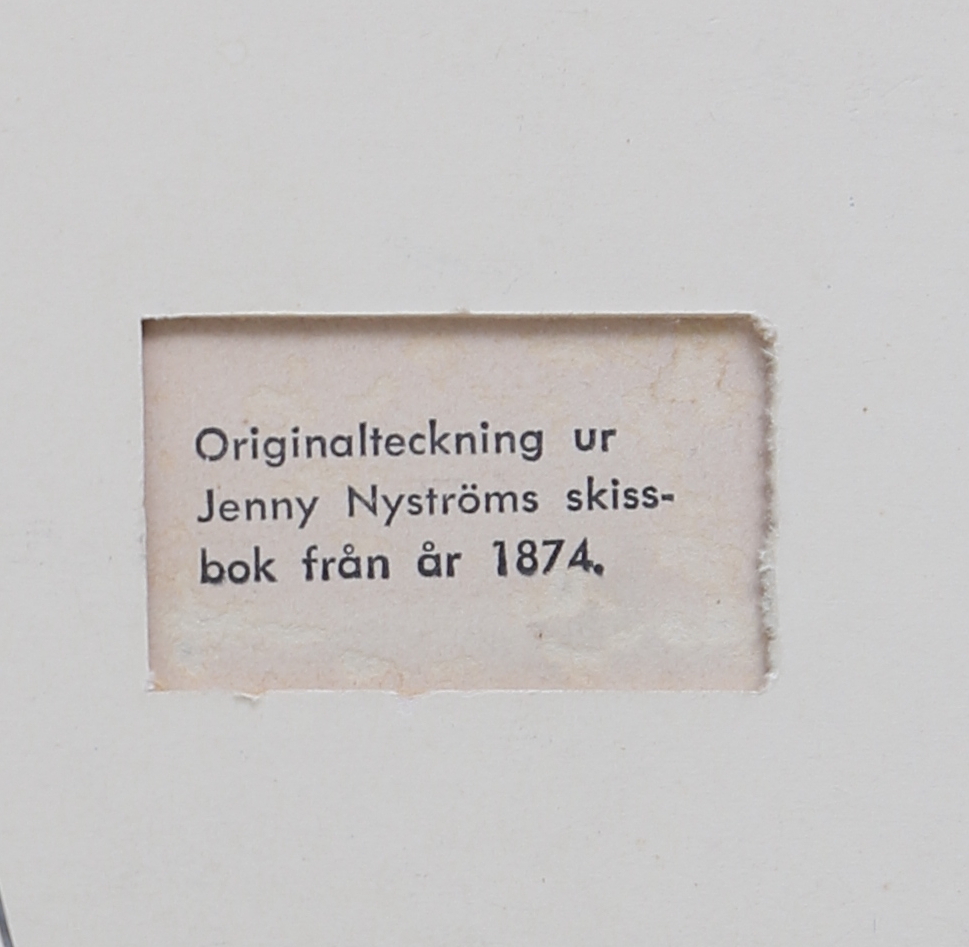 Originalteckning ur
Jenny Nyströms skiss-
bok från år 1874.